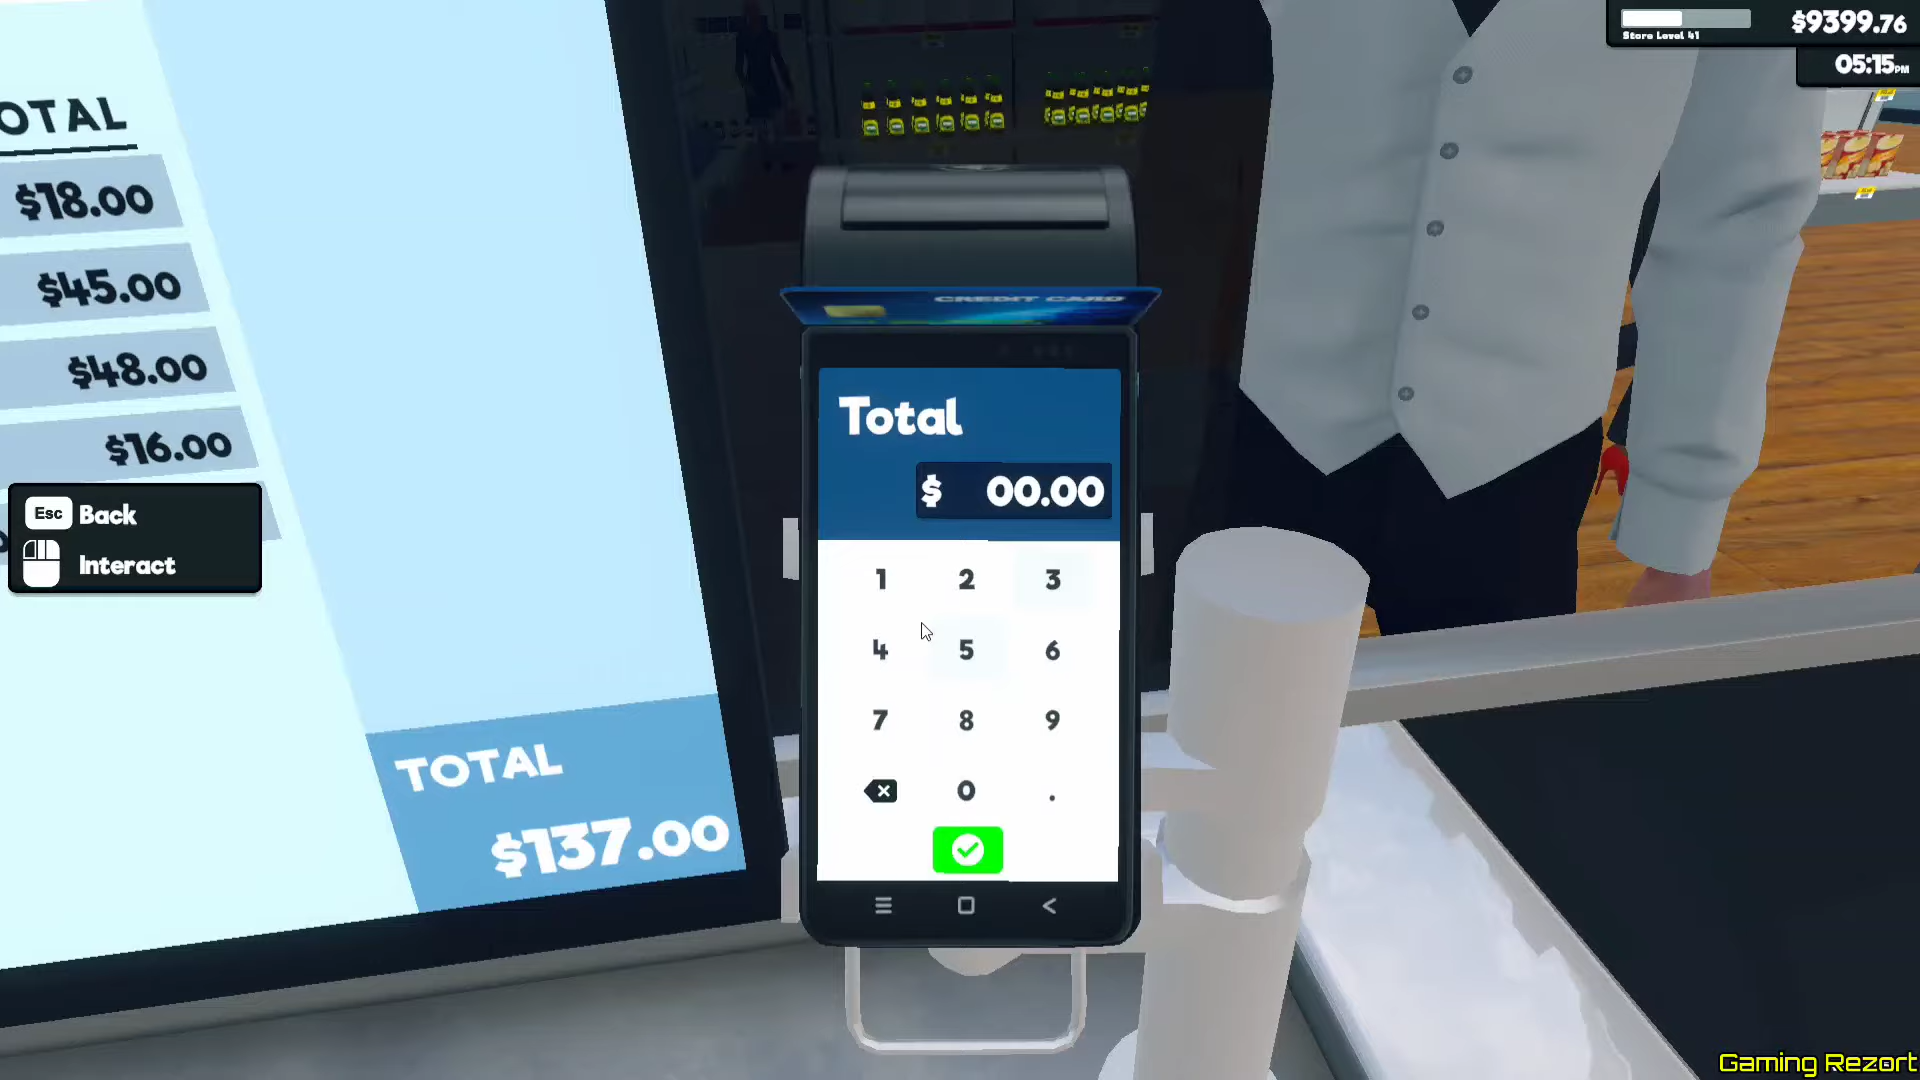 OTAL
$18.00
$45.00
$48.00
$16.00
Esc Back
Interact
TOTAL
$137.00
CREDIT CARD
Total
$ 00.00
1 2 3
4 5 6
7 8 9
0 .
Store Level 41
$9399.76
05:15PM
Gaming Rezort